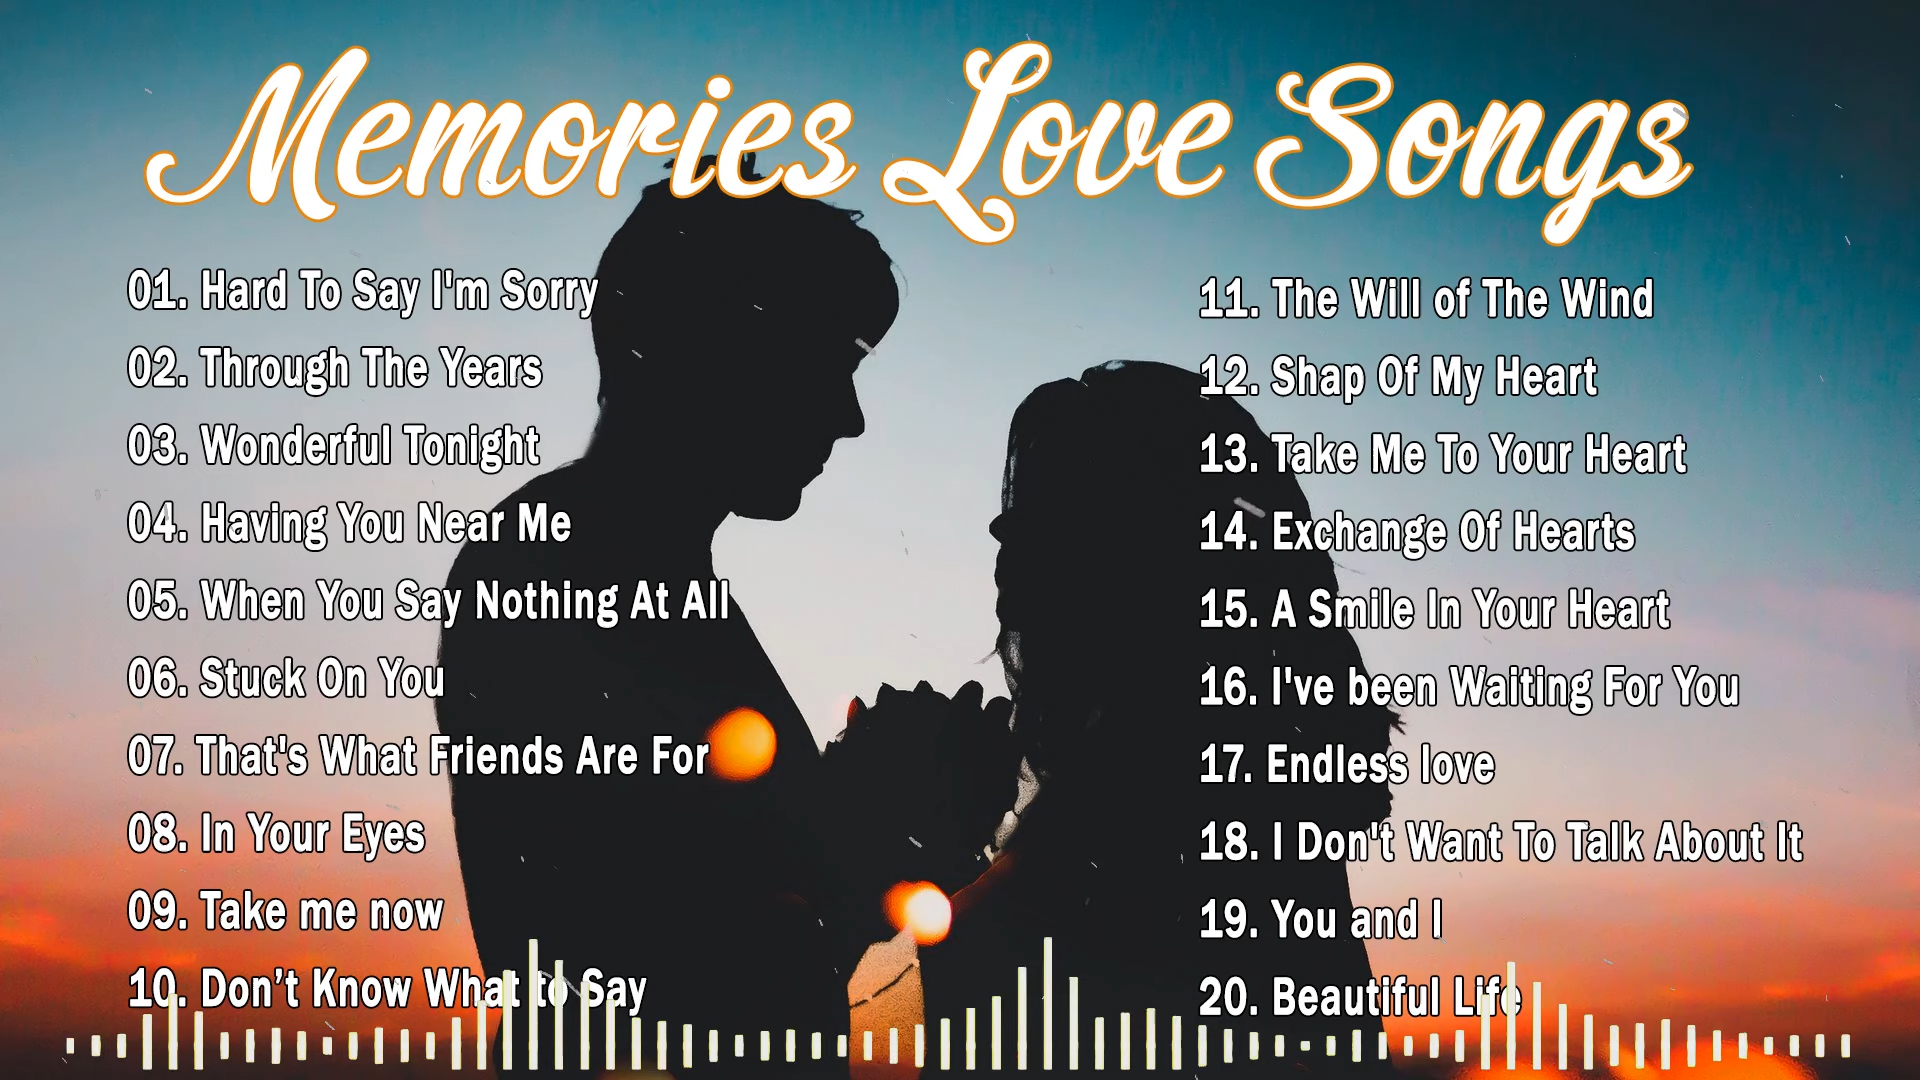 Memories Love Songs
01. Hard To Say I'm Sorry
02. Through The Years
03. Wonderful Tonight
04. Having You Near Me
05. When You Say Nothing At All
06. Stuck On You
07. That's What Friends Are For
08. In Your Eyes
09. Take me now
10. Don’t Know What to Say
11. The Will of The Wind
12. Shap Of My Heart
13. Take Me To Your Heart
14. Exchange Of Hearts
15. A Smile In Your Heart
16. I've been Waiting For You
17. Endless love
18. I Don't Want To Talk About It
19. You and I
20. Beautiful Life